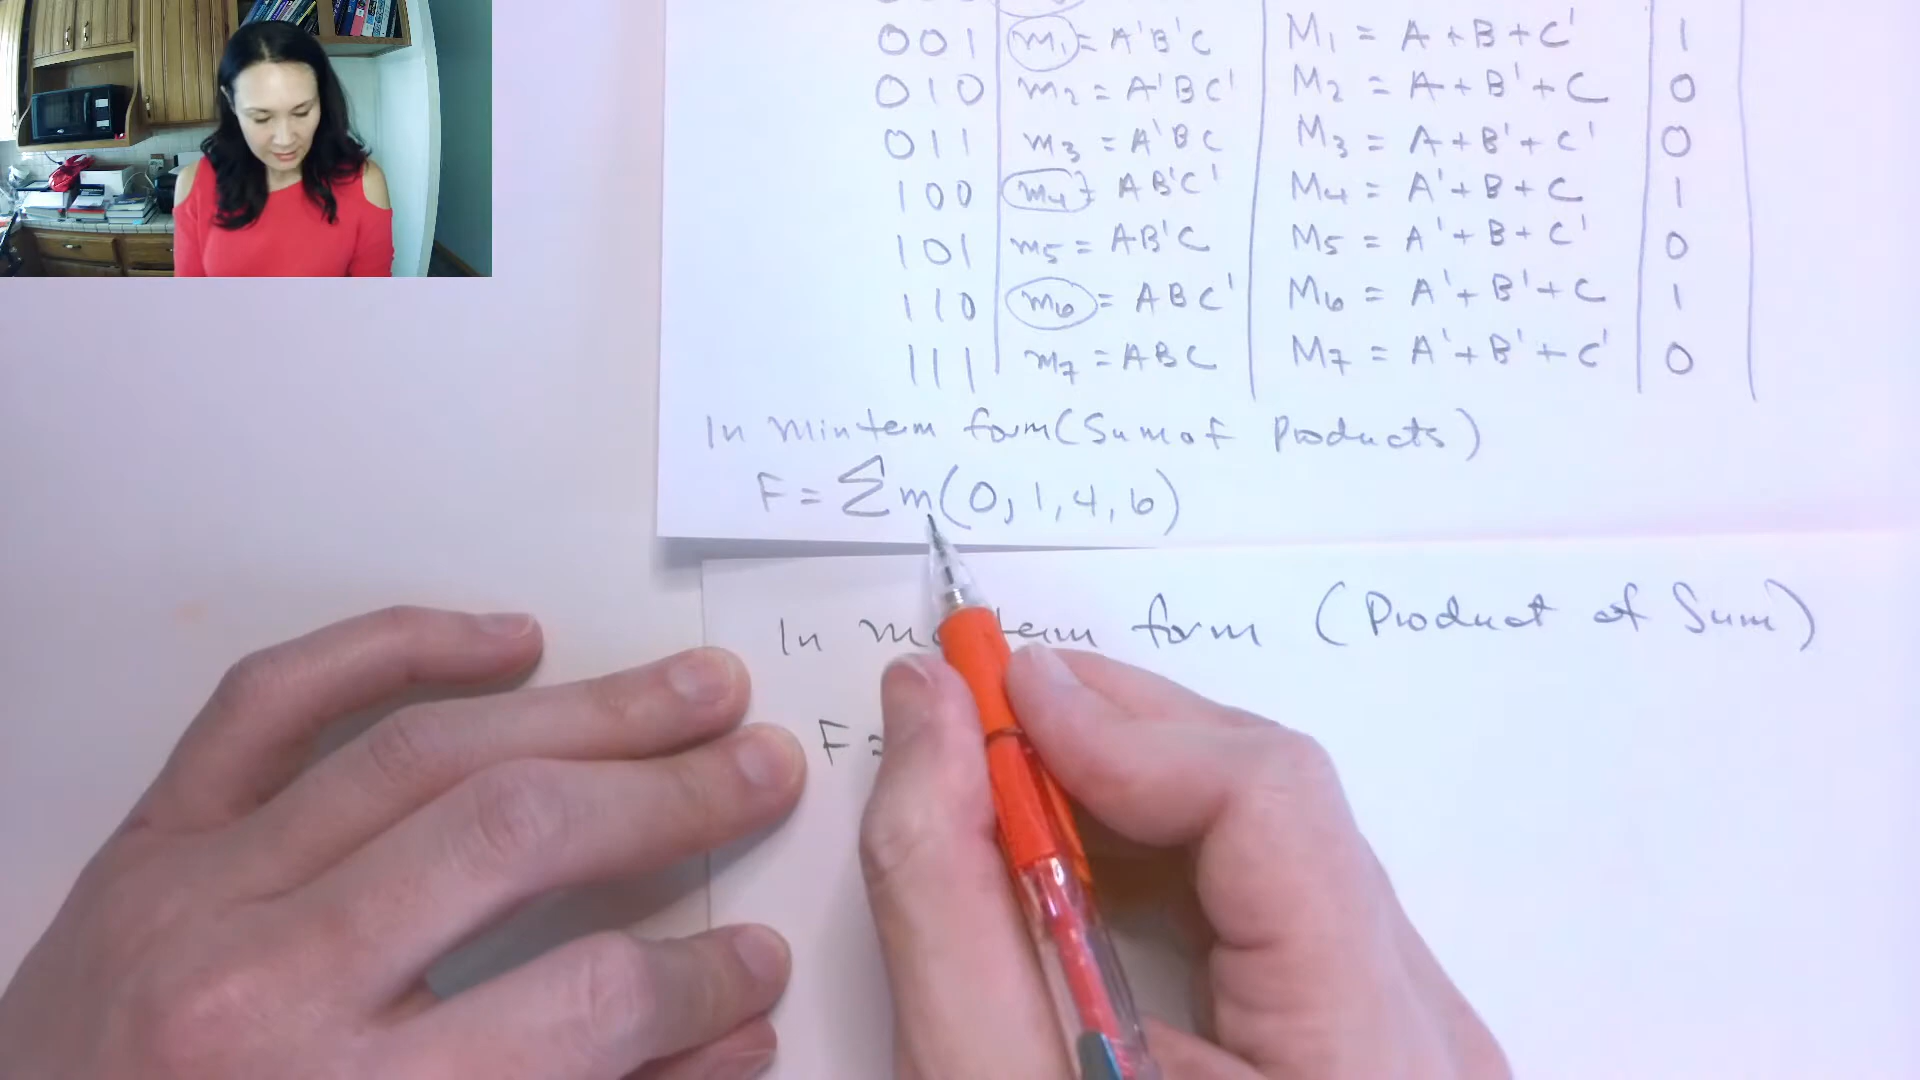 001 m1 = A'B'C M1 = A+B+C' 1
010 m2 = A'BC' M2 = A+B'+C 0
011 m3 = A'BC M3 = A+B'+C' 0
100 m4 = AB'C' M4 = A'+B+C 1
101 m5 = AB'C M5 = A'+B+C' 0
110 m6 = ABC' M6 = A'+B'+C 1
111 m7 = ABC M7 = A'+B'+C' 0
In Mintem form (Sum of Products)
F = Σm(0,1,4,6)
In form (Product of Sum)
F =